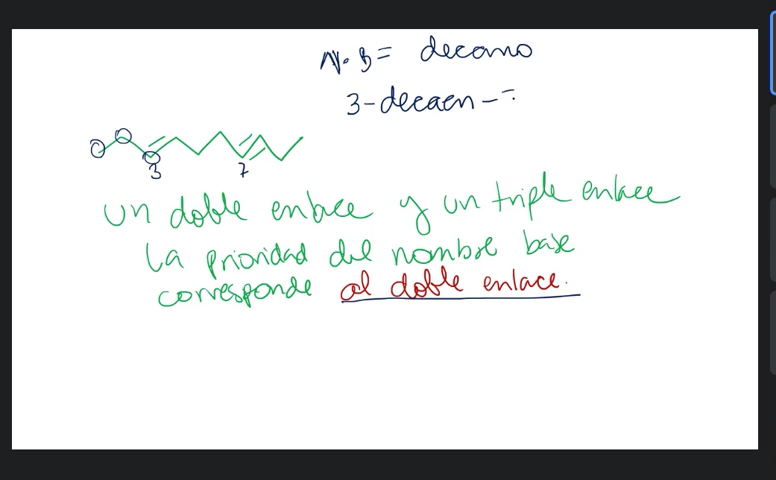 N.B = decano
3-decaen-7
3
7
un doble enlace y un triple enlace
la prioridad del nombre base
corresponde al doble enlace.